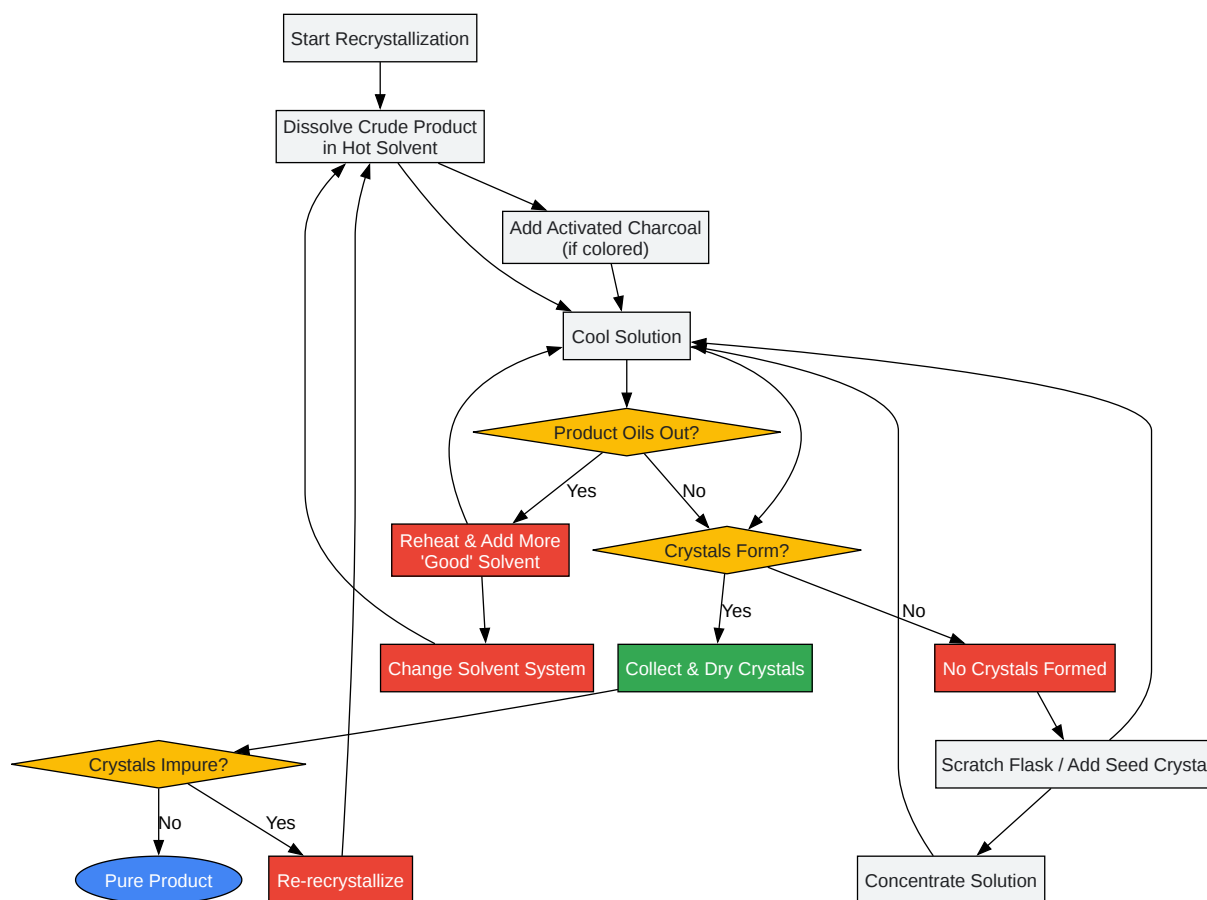 Start Recrystallization
Dissolve Crude Product
in Hot Solvent
Add Activated Charcoal
(if colored)
Cool Solution
Product Oils Out?
Yes
No
Reheat & Add More
'Good' Solvent
Crystals Form?
Yes
No
Change Solvent System
Collect & Dry Crystals
No Crystals Formed
Crystals Impure?
Scratch Flask / Add Seed Crysta
No
Yes
Pure Product
Re-recrystallize
Concentrate Solution